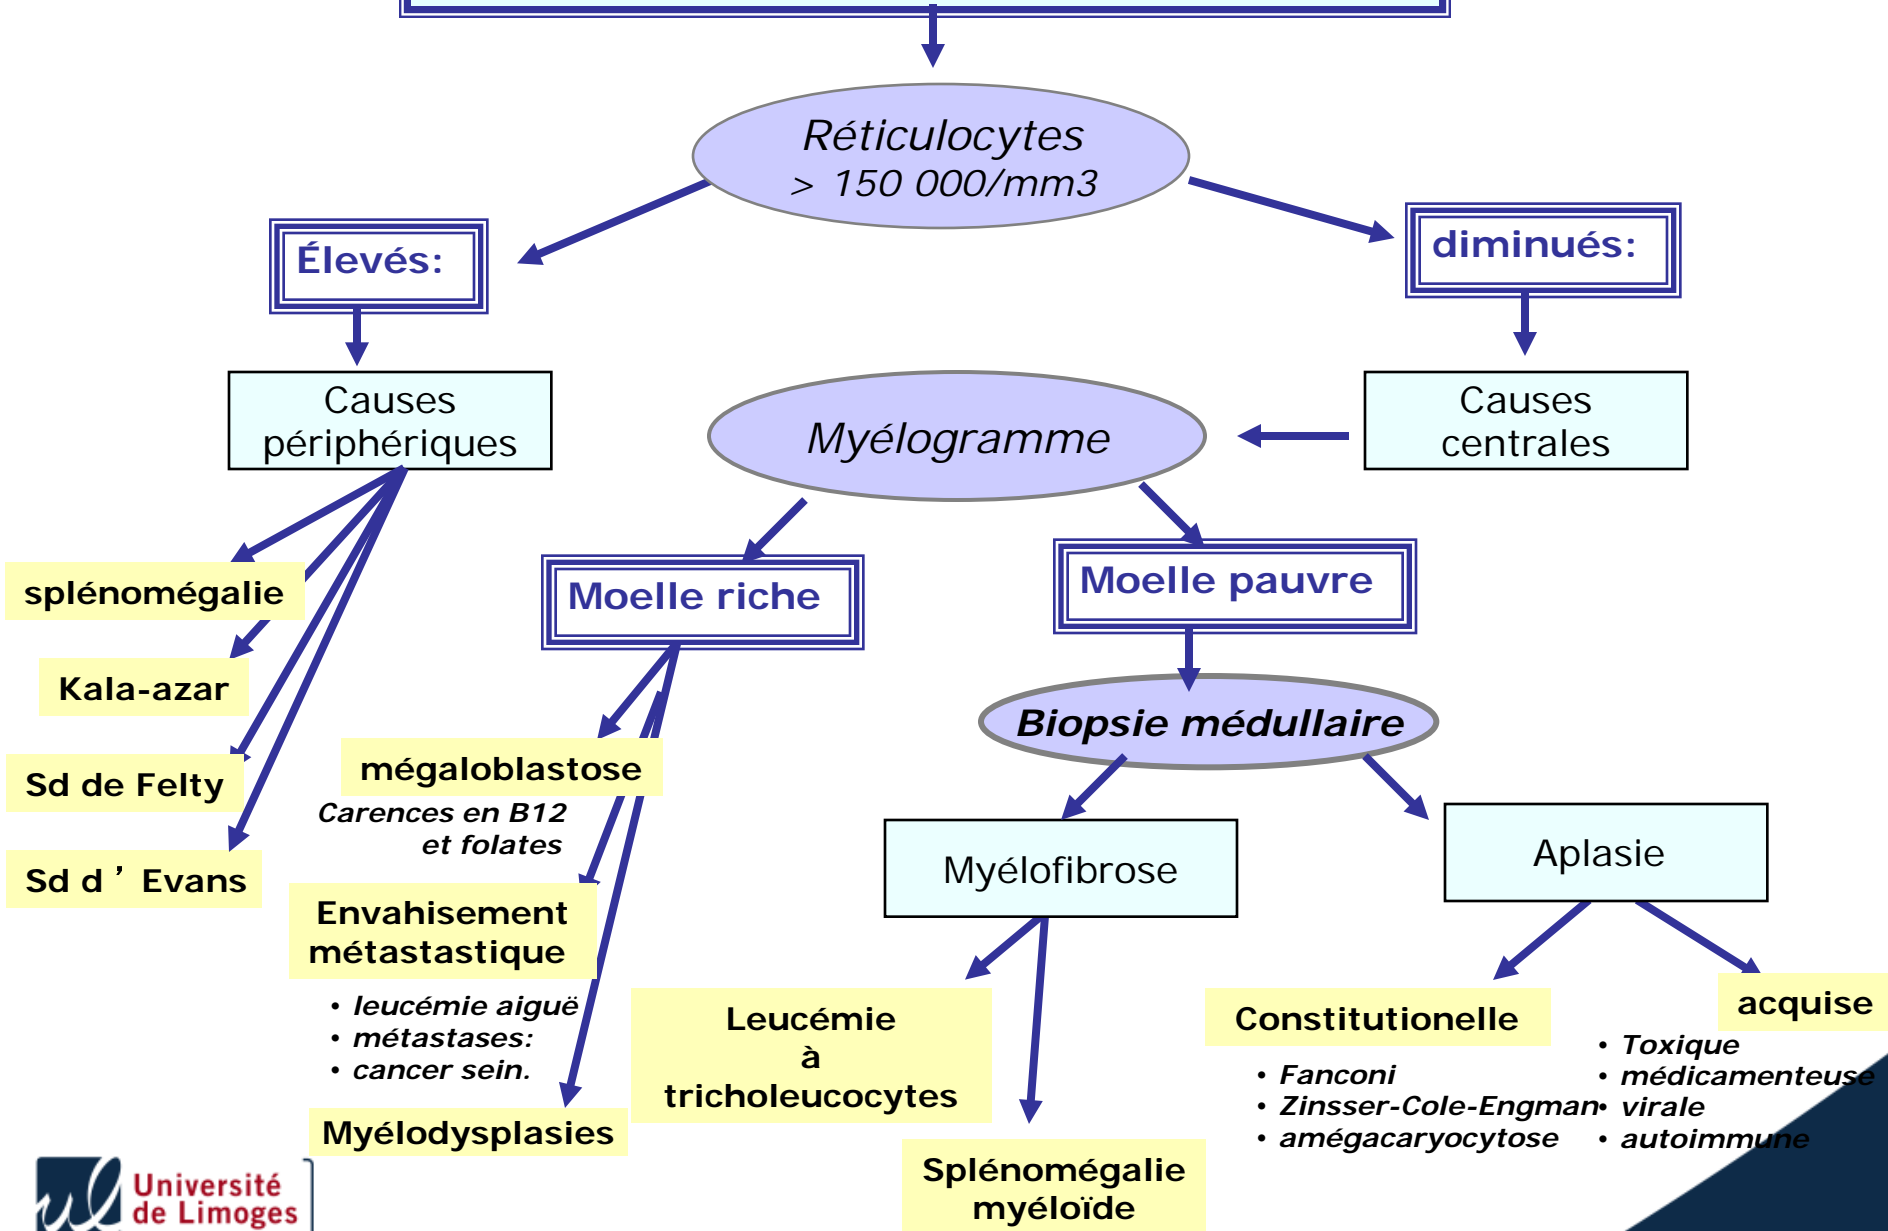 Réticulocytes
> 150 000/mm3
Élevés:
diminués:
Causes
périphériques
Myélogramme
Causes
centrales
splénomégalie
Kala-azar
Sd de Felty
Sd d ’ Evans
Moelle riche
Moelle pauvre
mégaloblastose
Carences en B12
et folates
Envahisement
métastastique
• leucémie aiguë
• métastases:
• cancer sein.
Myélodysplasies
Biopsie médullaire
Myélofibrose
Aplasie
Leucémie
à
tricholeucocytes
Splénomégalie
myéloïde
Constitutionelle
• Fanconi
• Zinsser-Cole-Engman
• amégacaryocytose
acquise
• Toxique
• médicamenteuse
• virale
• autoimmune
ul
Université
de Limoges